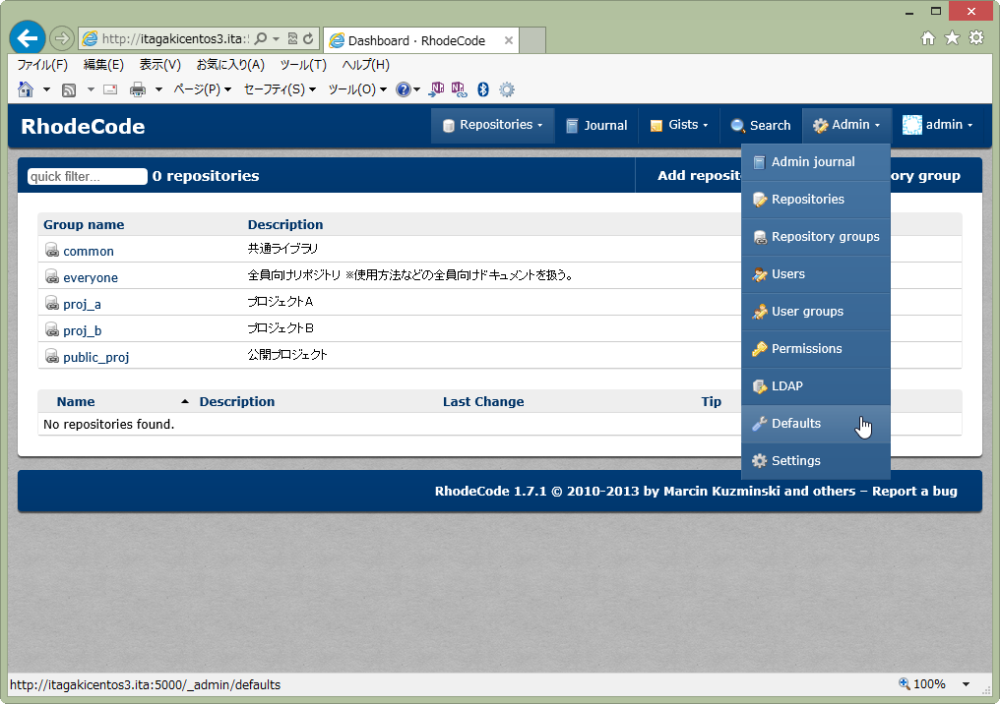 http://itagakicentos3.ita:
Dashboard · RhodeCode
ファイル(F) 編集(E) 表示(V) お気に入り(A) ツール(T) ヘルプ(H)
ページ(P) セーフティ(S) ツール(O)
RhodeCode
Repositories
Journal
Gists
Search
Admin
admin
quick filter...
0 repositories
Add reposit
ory group
Admin journal
Repositories
Repository groups
Users
User groups
Permissions
LDAP
Defaults
Settings
Group name Description
common 共通ライブラリ
everyone 全員向けリポジトリ ※使用方法などの全員向けドキュメントを扱う。
proj_a プロジェクトA
proj_b プロジェクトB
public_proj 公開プロジェクト
Name Description Last Change Tip
No repositories found.
RhodeCode 1.7.1 © 2010-2013 by Marcin Kuzminski and others – Report a bug
http://itagakicentos3.ita:5000/_admin/defaults
100%